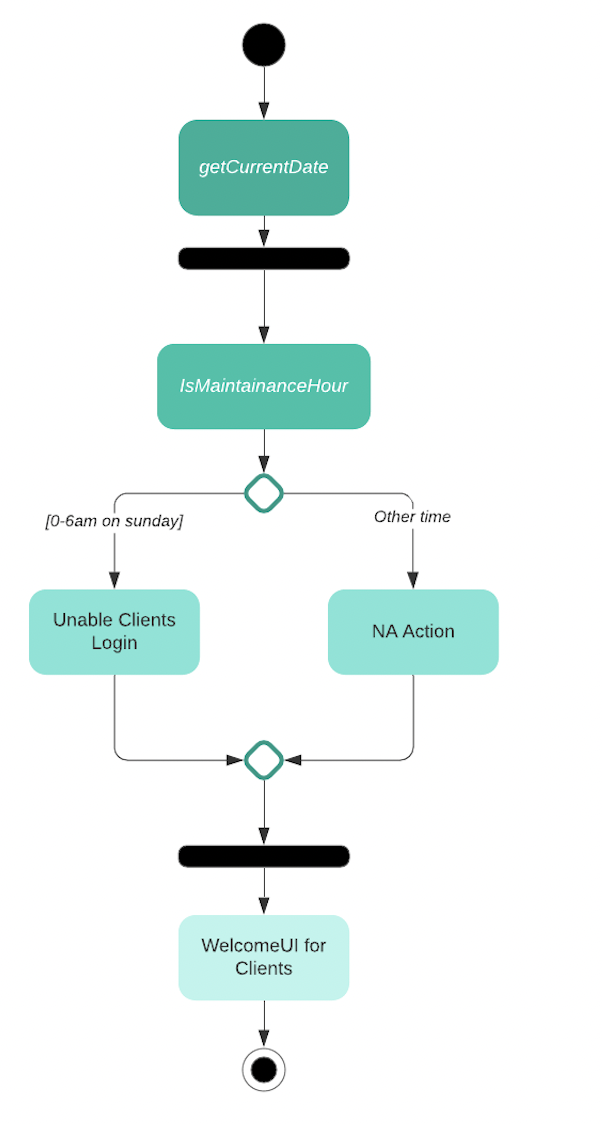 getCurrentDate
IsMaintainanceHour
[0-6am on sunday]
Other time
Unable Clients
Login
NA Action
WelcomeUI for
Clients